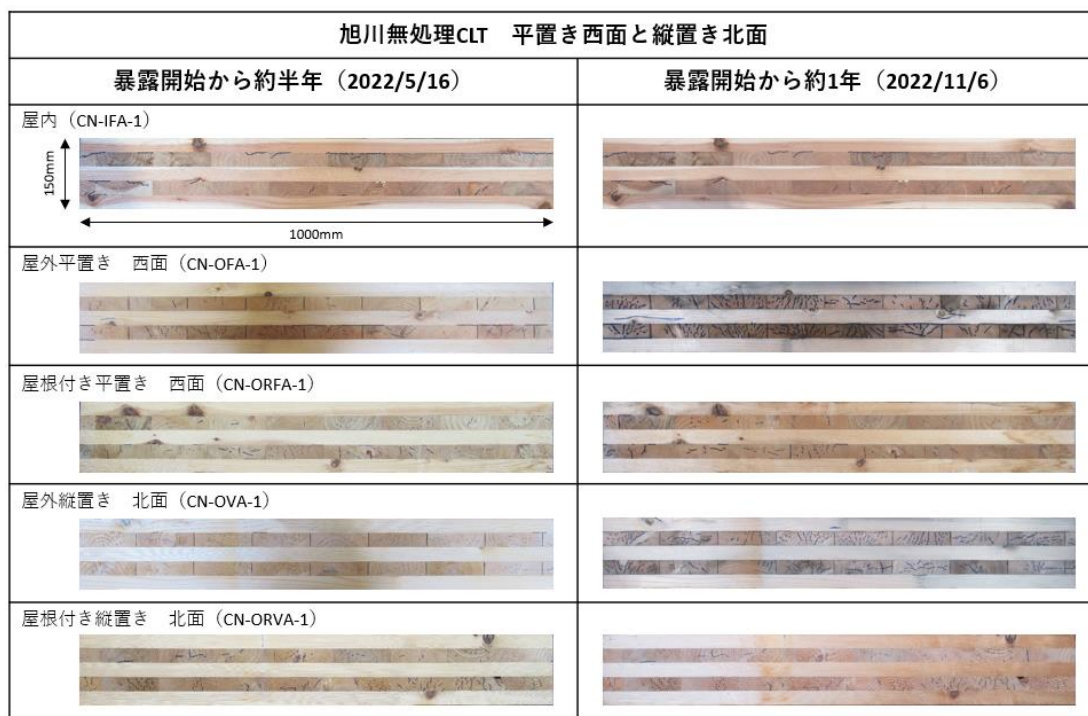 旭川無処理CLT　平置き西面と縦置き北面
暴露開始から約半年（2022/5/16）
暴露開始から約1年（2022/11/6）
屋内（CN-IFA-1）
150mm
1000mm
屋外平置き　西面（CN-OFA-1）
屋根付き平置き　西面（CN-ORFA-1）
屋外縦置き　北面（CN-OVA-1）
屋根付き縦置き　北面（CN-ORVA-1）